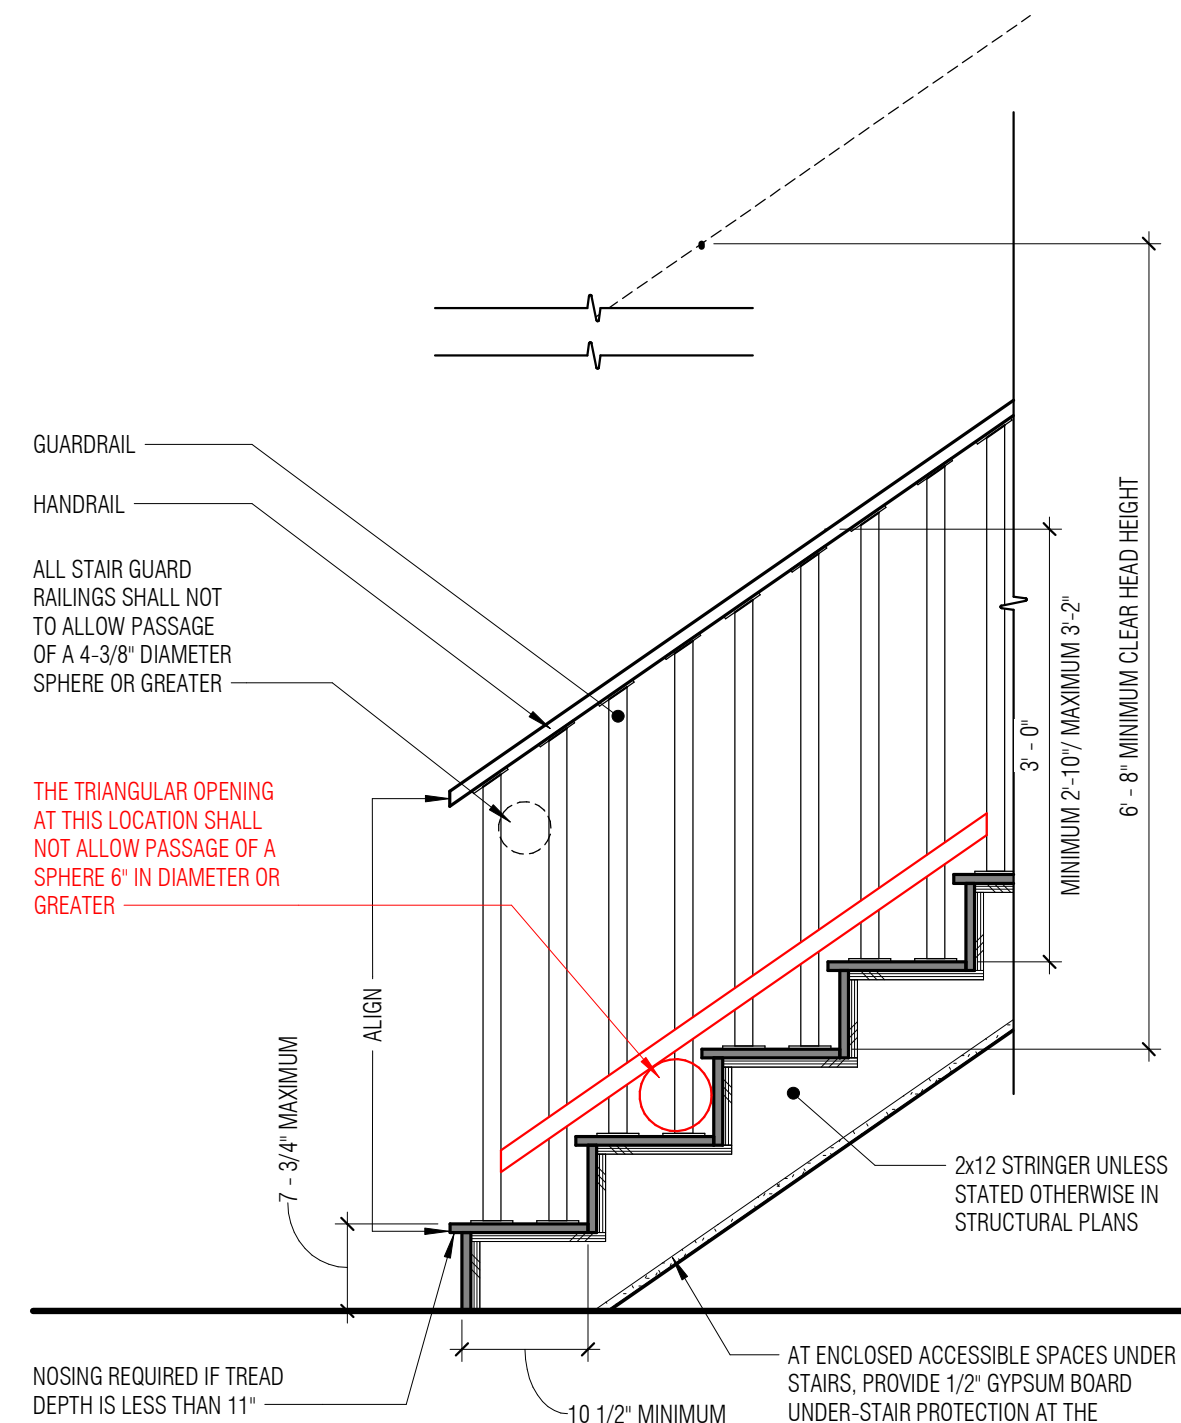 GUARDRAIL
HANDRAIL
ALL STAIR GUARD
RAILINGS SHALL NOT
TO ALLOW PASSAGE
OF A 4-3/8" DIAMETER
SPHERE OR GREATER
THE TRIANGULAR OPENING
AT THIS LOCATION SHALL
NOT ALLOW PASSAGE OF A
SPHERE 6" IN DIAMETER OR
GREATER
ALIGN
7 - 3/4" MAXIMUM
3' - 0"
MINIMUM 2'-10"/ MAXIMUM 3'-2"
6' - 8" MINIMUM CLEAR HEAD HEIGHT
2x12 STRINGER UNLESS
STATED OTHERWISE IN
STRUCTURAL PLANS
NOSING REQUIRED IF TREAD
DEPTH IS LESS THAN 11"
10 1/2" MINIMUM
AT ENCLOSED ACCESSIBLE SPACES UNDER
STAIRS, PROVIDE 1/2" GYPSUM BOARD
UNDER-STAIR PROTECTION AT THE